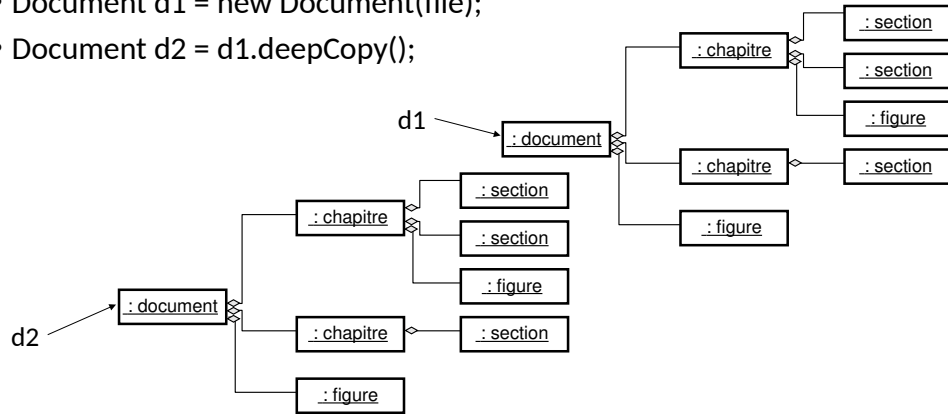 • Document d1 = new Document(file);
• Document d2 = d1.deepCopy();
: section
: chapitre
: section
: figure
d1
: document
: chapitre
: section
: figure
: section
: chapitre
: section
: figure
: document
d2
: chapitre
: section
: figure